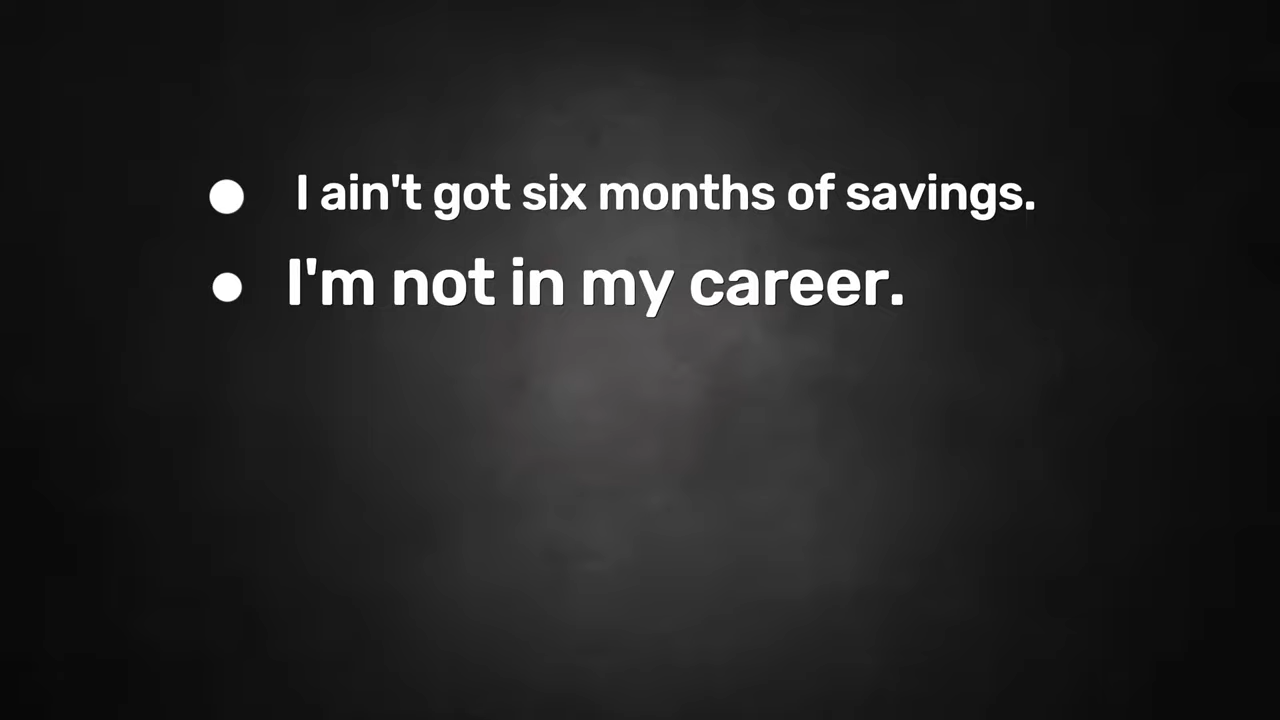 ● I ain't got six months of savings.
● I'm not in my career.